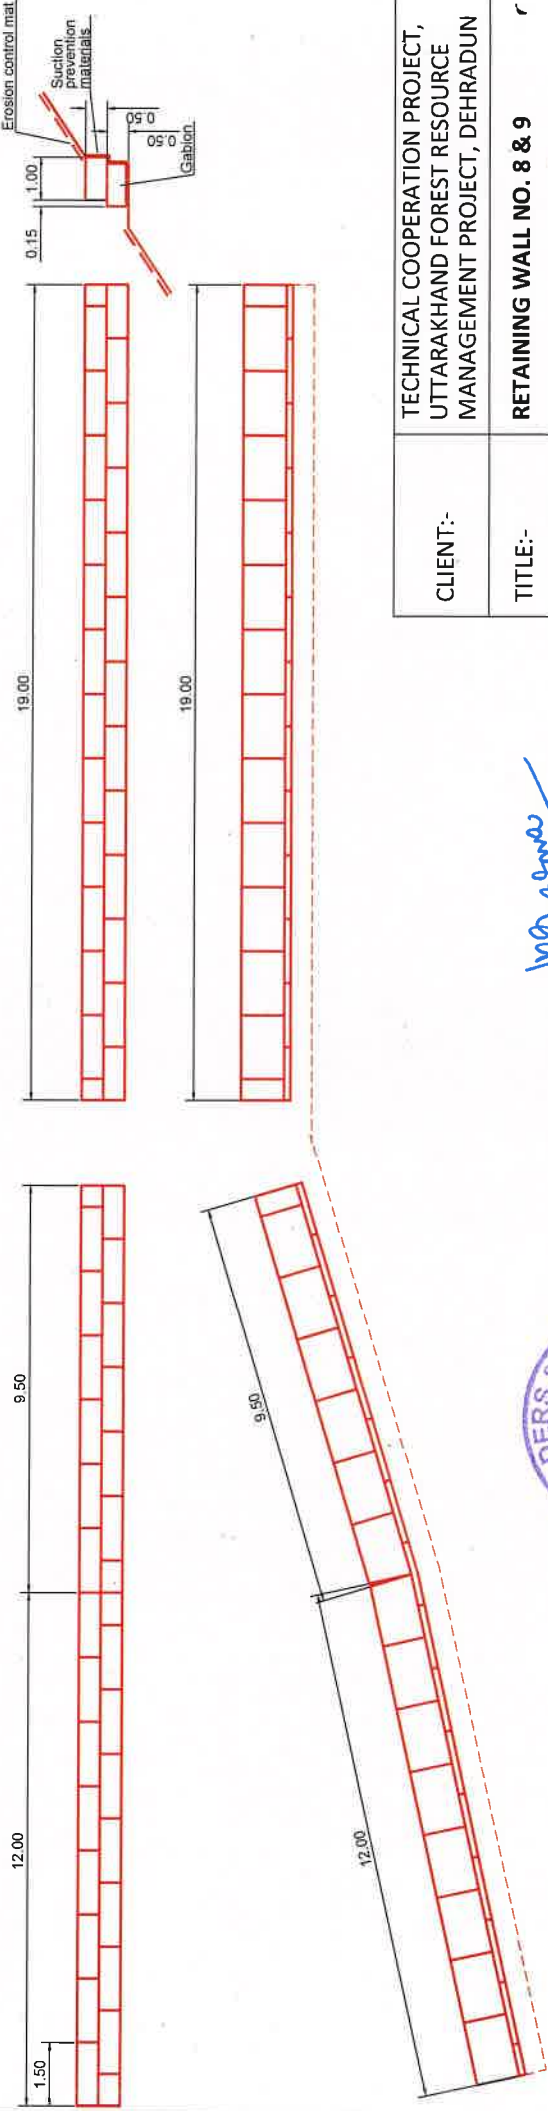 Erosion control mat
Suction
prevention
materials
1.00
0.15
0.50
0.50
Gabion
19.00
19.00
9.50
12.00
1.50
9.50
12.00
CLIENT:-
TECHNICAL COOPERATION PROJECT,
UTTARAKHAND FOREST RESOURCE
MANAGEMENT PROJECT, DEHRADUN
TITLE:-
RETAINING WALL NO. 8 & 9